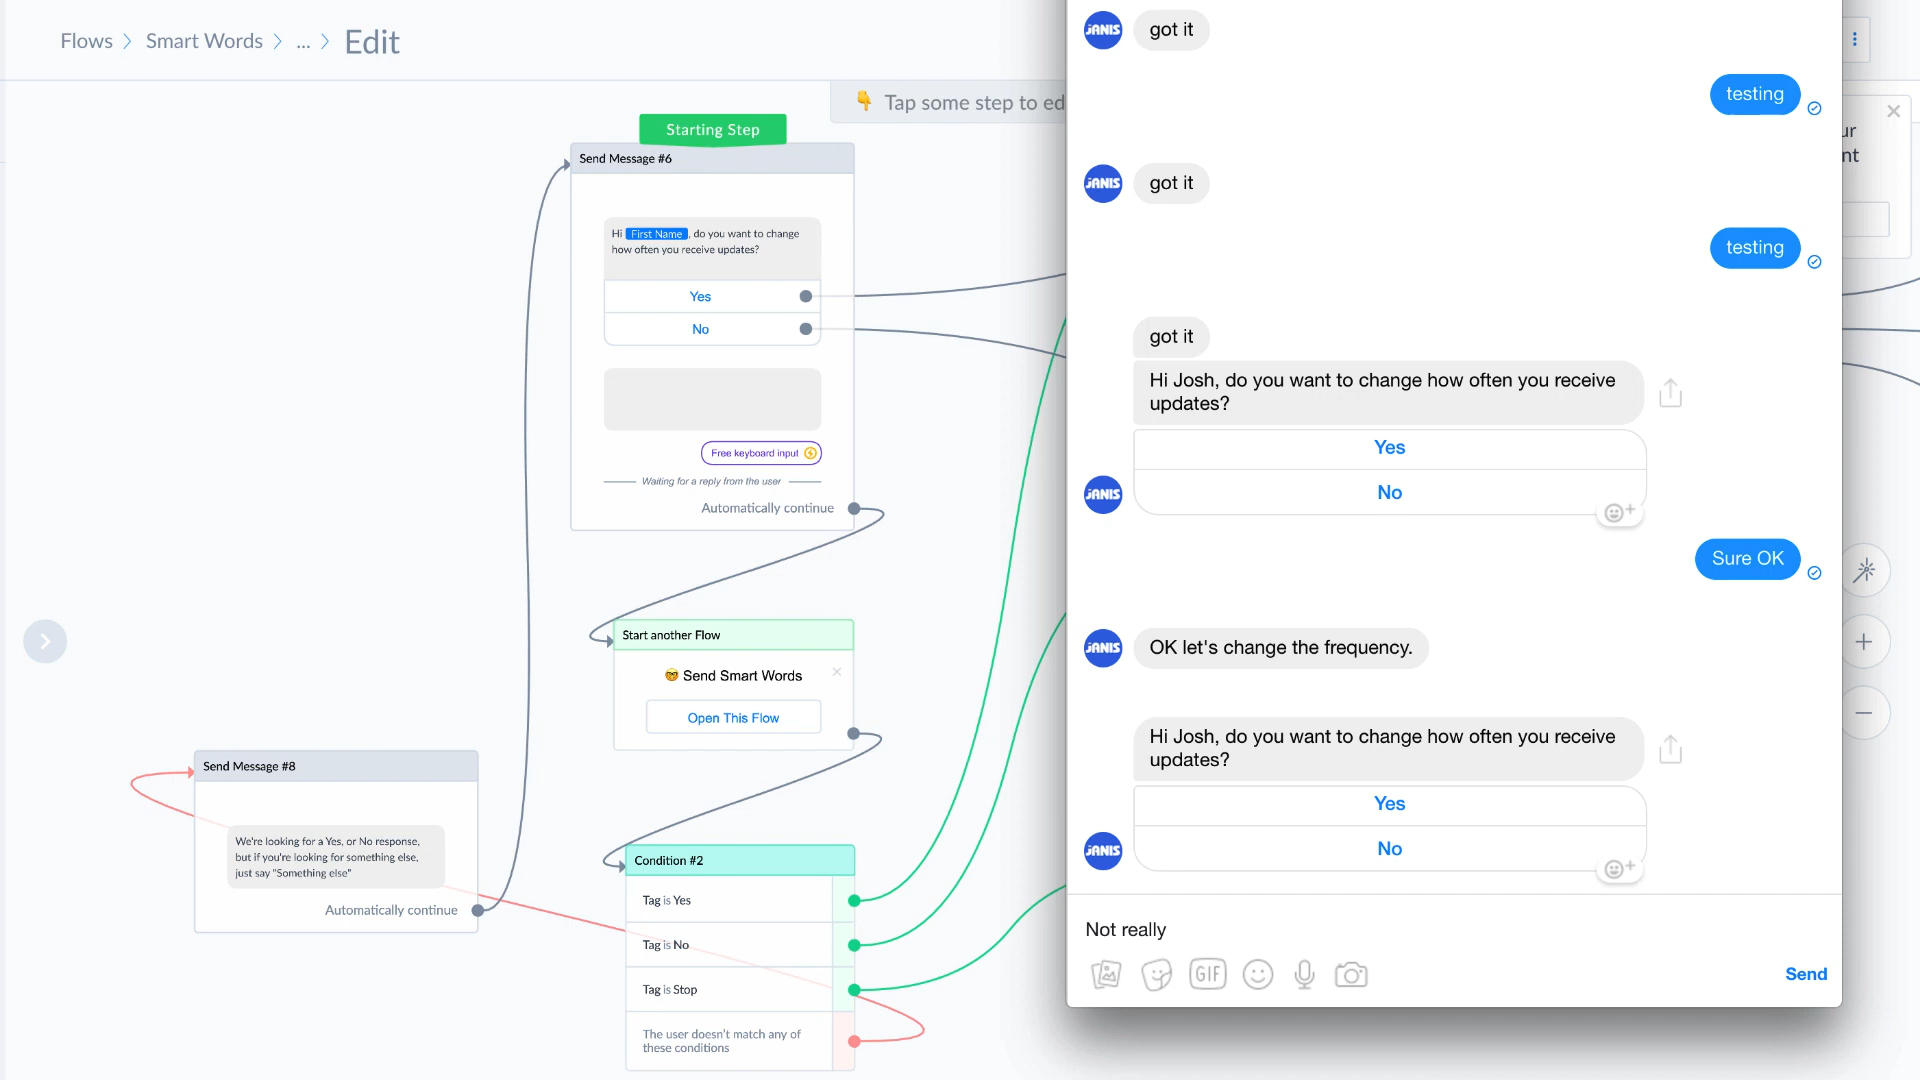 Flows > Smart Words > ... > Edit
👇 Tap some step to ed
Starting Step
Send Message #6
Hi First Name, do you want to change
how often you receive updates?
Yes
No
Free keyboard input
Waiting for a reply from the user
Automatically continue
Start another Flow
🤓 Send Smart Words
Open This Flow
Send Message #8
We're looking for a Yes, or No response,
but if you're looking for something else,
just say "Something else"
Automatically continue
Condition #2
Tag is Yes
Tag is No
Tag is Stop
The user doesn't match any of
these conditions
JANIS
got it
testing
JANIS
got it
testing
got it
Hi Josh, do you want to change how often you receive
updates?
Yes
No
JANIS
Sure OK
JANIS
OK let's change the frequency.
Hi Josh, do you want to change how often you receive
updates?
Yes
No
JANIS
Not really
GIF
Send
ur
nt